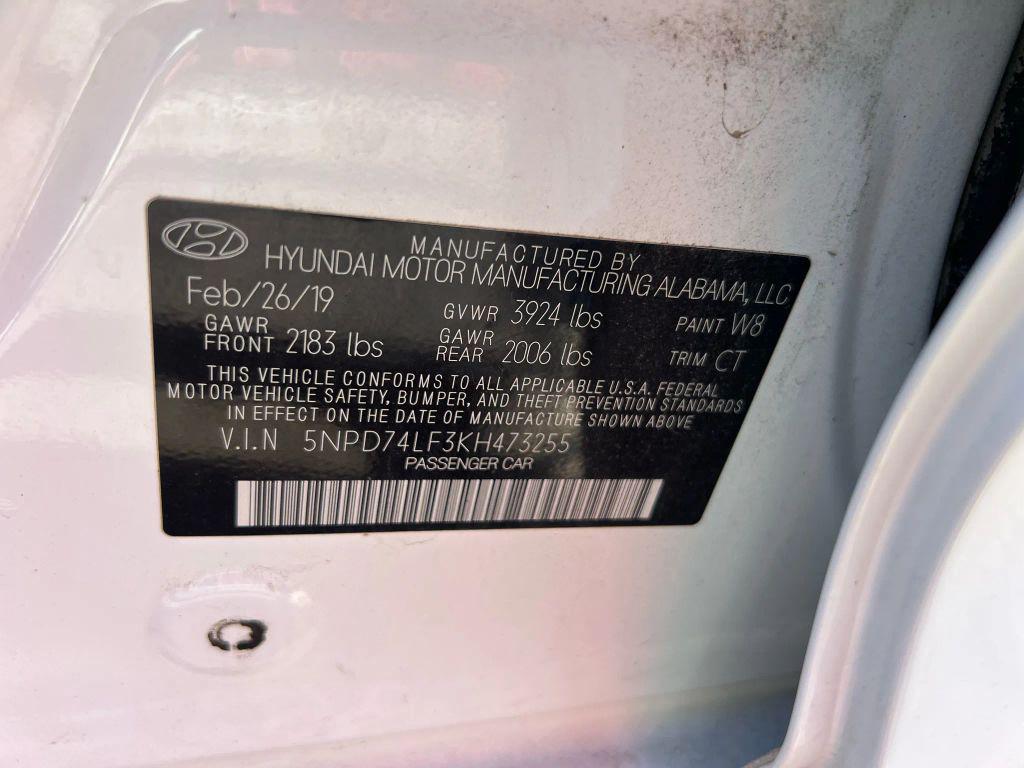 MANUFACTURED BY
HYUNDAI MOTOR MANUFACTURING ALABAMA, LLC
Feb/26/19 GVWR 3924 lbs PAINT W8
GAWR FRONT 2183 lbs GAWR REAR 2006 lbs TRIM CT
THIS VEHICLE CONFORMS TO ALL APPLICABLE U.S.A. FEDERAL
MOTOR VEHICLE SAFETY, BUMPER, AND THEFT PREVENTION STANDARDS
IN EFFECT ON THE DATE OF MANUFACTURE SHOWN ABOVE
V.I.N 5NPD74LF3KH473255
PASSENGER CAR